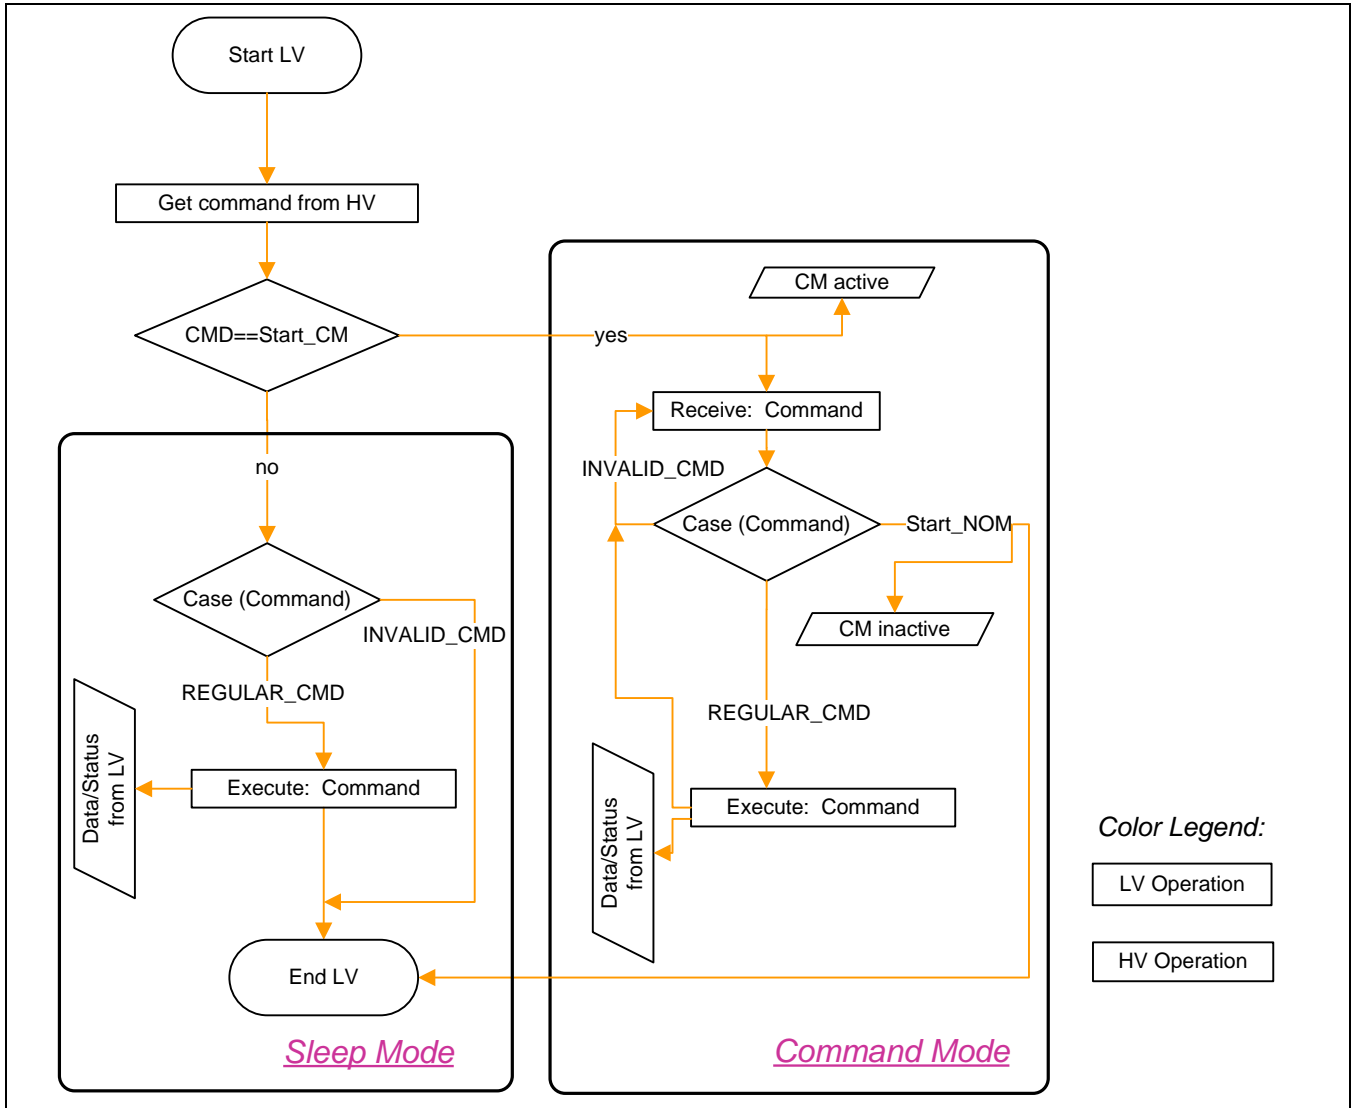 Start LV
Get command from HV
CMD==Start_CM
yes
no
Case (Command)
INVALID_CMD
REGULAR_CMD
Execute:  Command
Data/Status
from LV
End LV
Sleep Mode
CM active
Receive:  Command
INVALID_CMD
Case (Command)
Start_NOM
CM inactive
REGULAR_CMD
Execute:  Command
Data/Status
from LV
Command Mode
Color Legend:
LV Operation
HV Operation